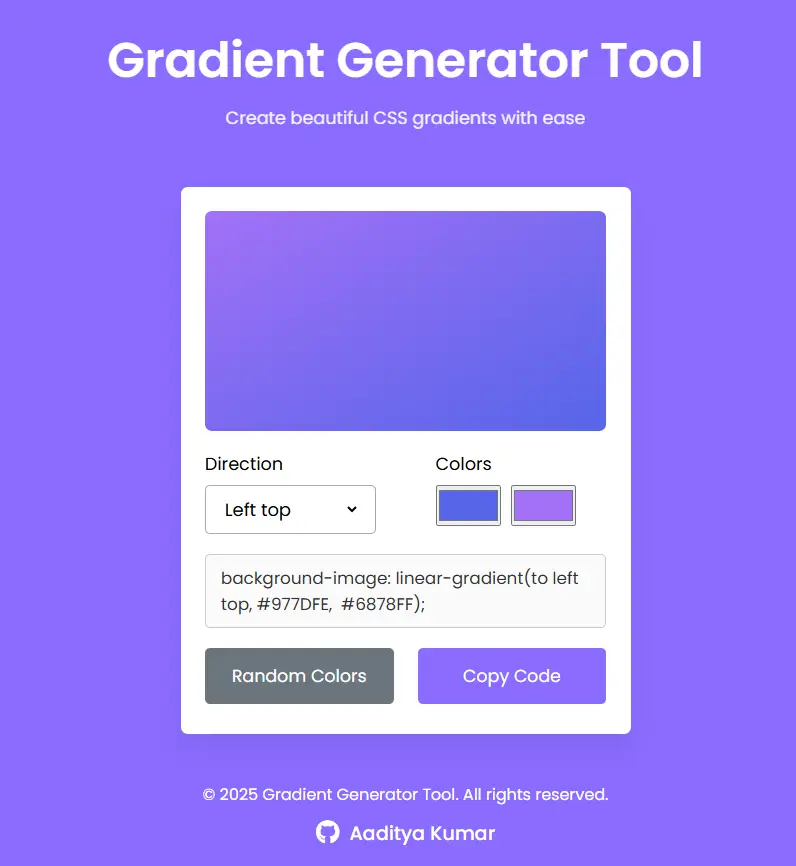 Gradient Generator Tool
Create beautiful CSS gradients with ease
Direction
Colors
Left top
background-image: linear-gradient(to left
top, #977DFE,  #6878FF);
Random Colors
Copy Code
© 2025 Gradient Generator Tool. All rights reserved.
Aaditya Kumar